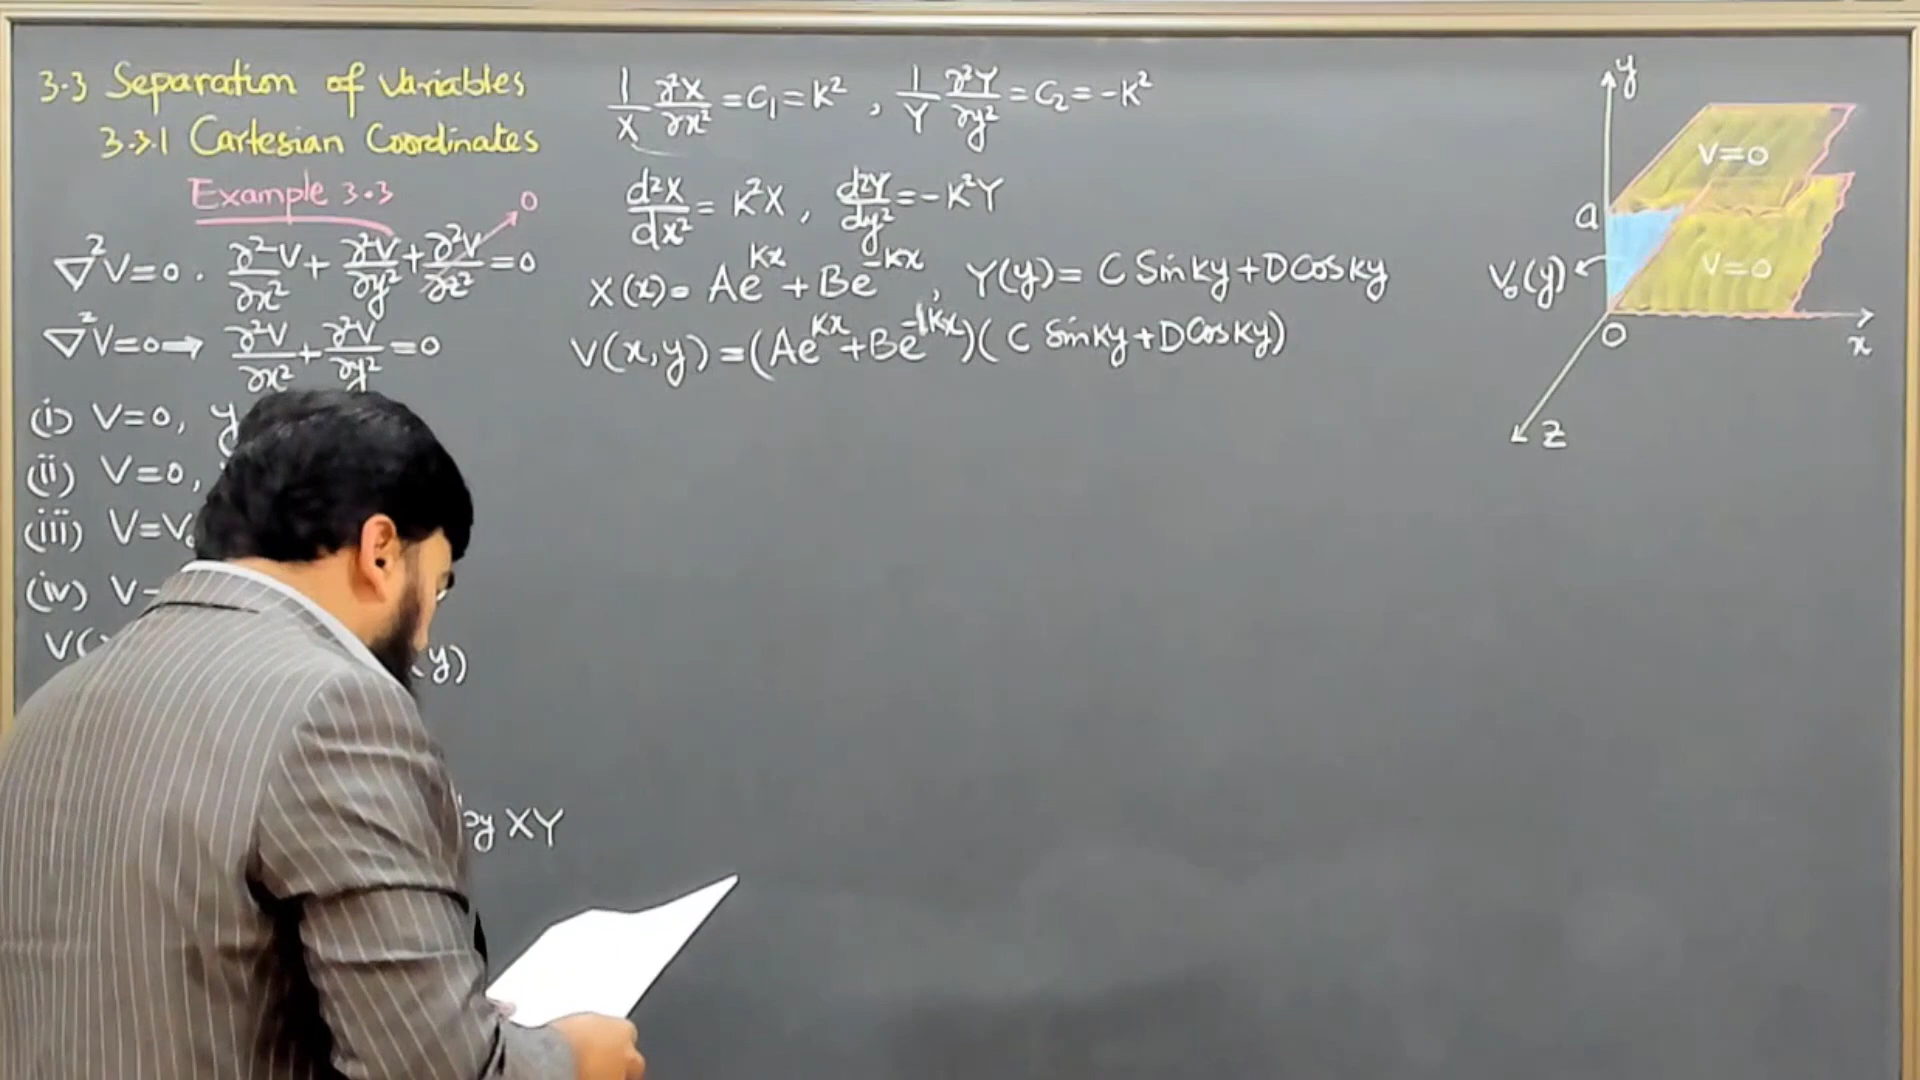 3.3 Separation of Variables
3.3.1 Cartesian Coordinates
Example 3.3
∇²V=0 . ∂²V/∂x² + ∂²V/∂y² + ∂²V/∂z² = 0
0
∇²V=0 → ∂²V/∂x² + ∂²V/∂y² = 0
(i) V=0, y
(ii) V=0,
(iii) V=V₀
(iv) V
V(
y)
by XY
1/X ∂²X/∂x² = C₁ = K² , 1/Y ∂²Y/∂y² = C₂ = -K²
d²X/dx² = K²X , d²Y/dy² = -K²Y
X(x) = Ae^{Kx} + Be^{-Kx} , Y(y) = C Sin ky + D Cos ky
V(x,y) = (Ae^{Kx} + Be^{-Kx})( C Sin ky + D Cos ky)
y
V=0
a
V₀(y)
V=0
0
x
z